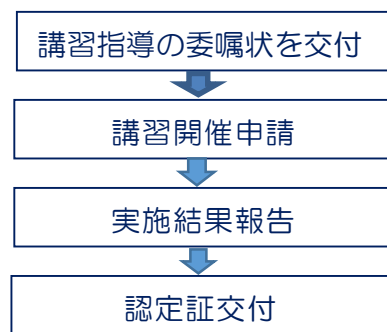 講習指導の委嘱状を交付
講習開催申請
実施結果報告
認定証交付